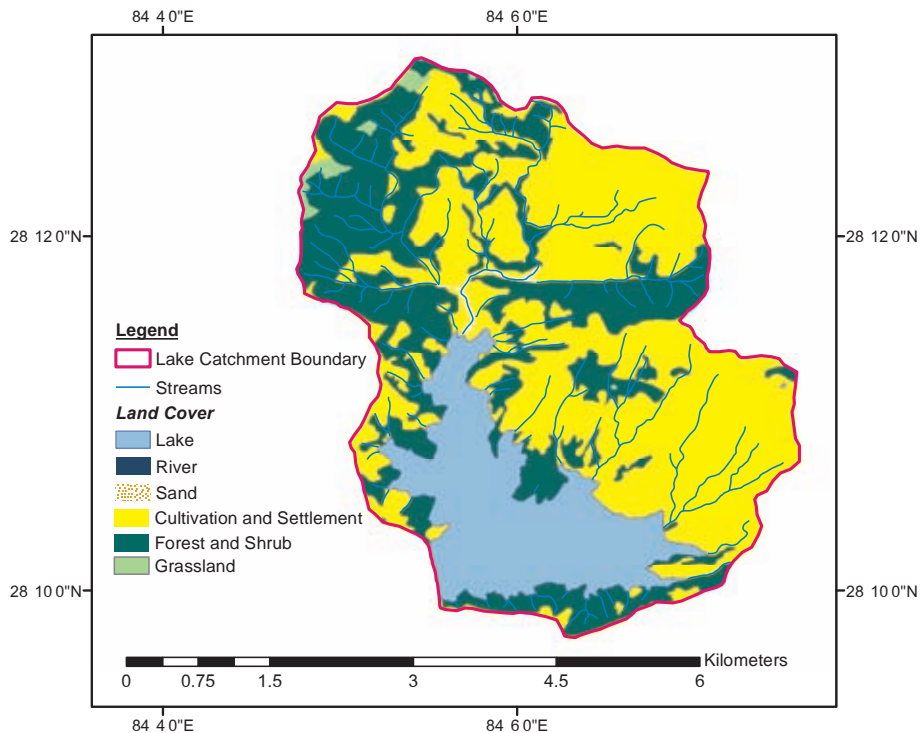 84 4 0"E 84 6 0"E
28 12 0"N 28 12 0"N
Legend
Lake Catchment Boundary
Streams
Land Cover
Lake
River
Sand
Cultivation and Settlement
Forest and Shrub
Grassland
28 10 0"N 28 10 0"N
Kilometers
0 0.75 1.5 3 4.5 6
84 4 0"E 84 6 0"E